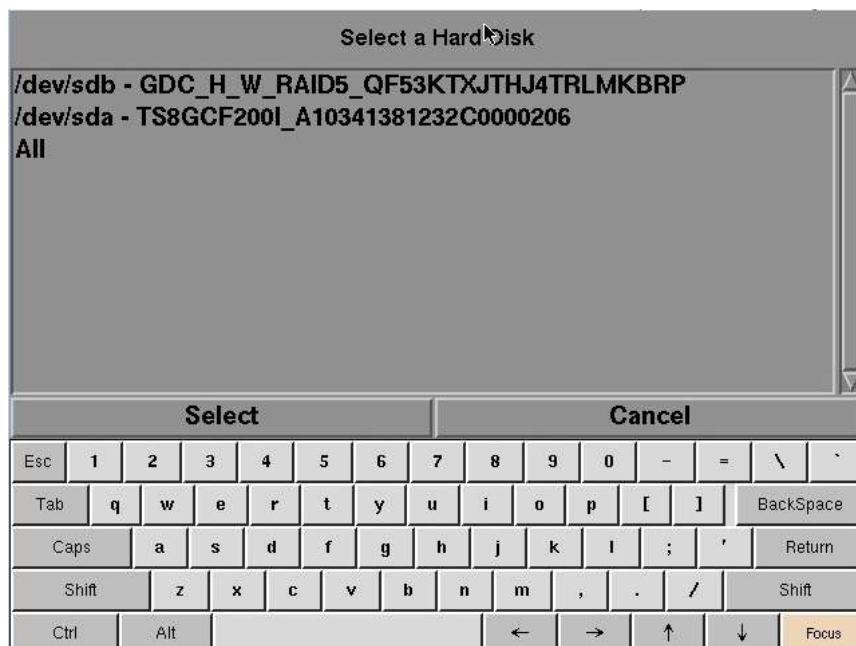 Select a Hard Disk
/dev/sdb - GDC_H_W_RAID5_QF53KTXJTHJ4TRLMKBRP
/dev/sda - TS8GCF200I_A10341381232C0000206
All
Select Cancel
Esc 1 2 3 4 5 6 7 8 9 0 - = \ `
Tab q w e r t y u i o p [ ] BackSpace
Caps a s d f g h j k l ; ' Return
Shift z x c v b n m , . / Shift
Ctrl Alt ← → ↑ ↓ Focus